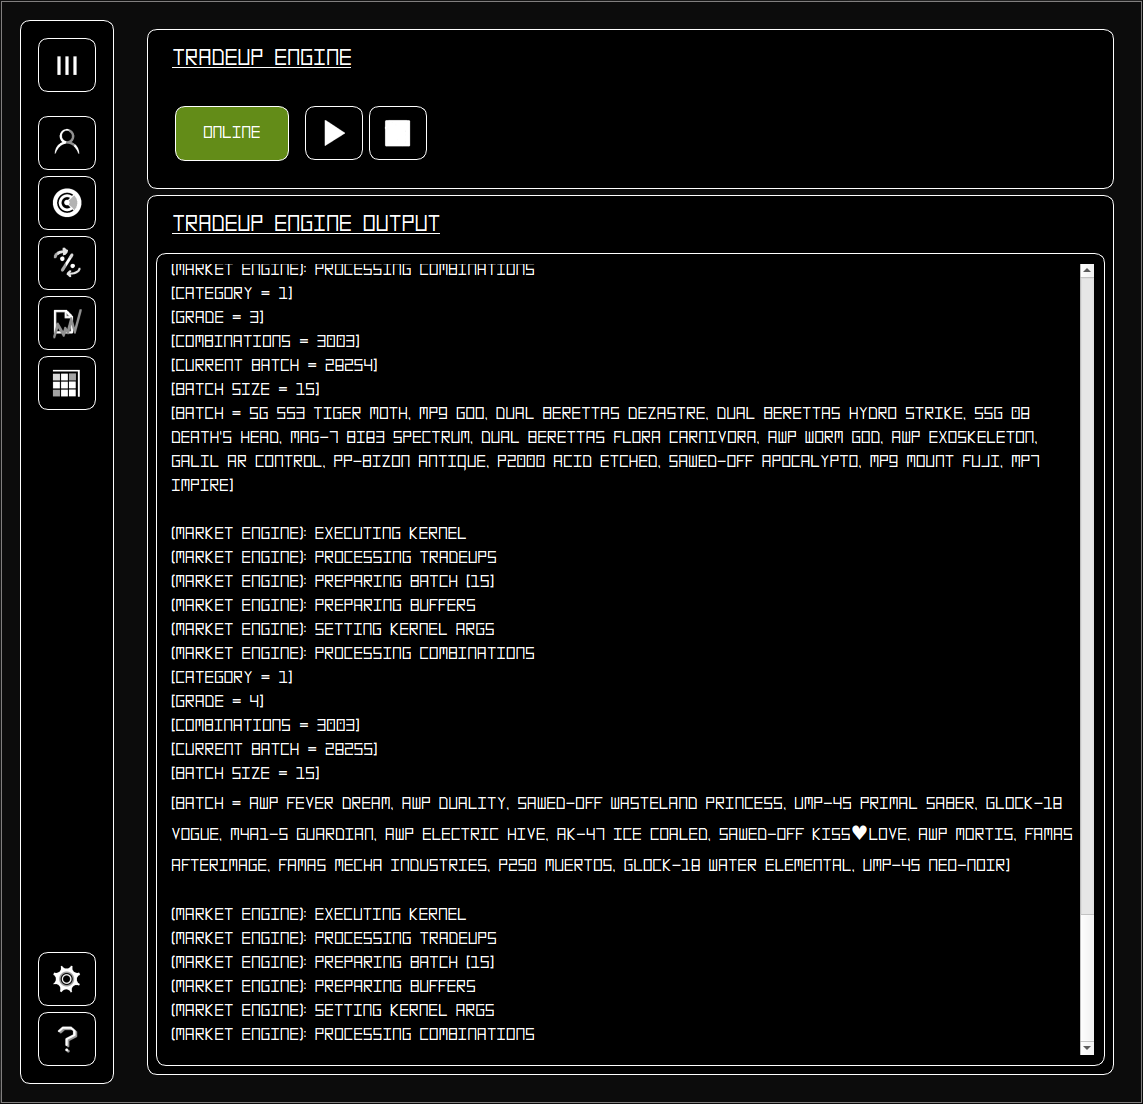 TRADEUP ENGINE
ONLINE
TRADEUP ENGINE OUTPUT
(MARKET ENGINE): PROCESSING COMBINATIONS
[CATEGORY = 1]
[GRADE = 3]
[COMBINATIONS = 3003]
[CURRENT BATCH = 28254]
[BATCH SIZE = 15]
[BATCH = SG 553 TIGER MOTH, MP9 GOO, DUAL BERETTAS DEZASTRE, DUAL BERETTAS HYDRO STRIKE, SSG 08
DEATH'S HEAD, MAG-7 BI83 SPECTRUM, DUAL BERETTAS FLORA CARNIVORA, AWP WORM GOD, AWP EXOSKELETON,
GALIL AR CONTROL, PP-BIZON ANTIQUE, P2000 ACID ETCHED, SAWED-OFF APOCALYPTO, MP9 MOUNT FUJI, MP7
IMPIRE]
(MARKET ENGINE): EXECUTING KERNEL
(MARKET ENGINE): PROCESSING TRADEUPS
(MARKET ENGINE): PREPARING BATCH [15]
(MARKET ENGINE): PREPARING BUFFERS
(MARKET ENGINE): SETTING KERNEL ARGS
(MARKET ENGINE): PROCESSING COMBINATIONS
[CATEGORY = 1]
[GRADE = 4]
[COMBINATIONS = 3003]
[CURRENT BATCH = 28255]
[BATCH SIZE = 15]
[BATCH = AWP FEVER DREAM, AWP DUALITY, SAWED-OFF WASTELAND PRINCESS, UMP-45 PRIMAL SABER, GLOCK-18
VOGUE, M4A1-S GUARDIAN, AWP ELECTRIC HIVE, AK-47 ICE COALED, SAWED-OFF KISS♥LOVE, AWP MORTIS, FAMAS
AFTERIMAGE, FAMAS MECHA INDUSTRIES, P250 MUERTOS, GLOCK-18 WATER ELEMENTAL, UMP-45 NEO-NOIR]
(MARKET ENGINE): EXECUTING KERNEL
(MARKET ENGINE): PROCESSING TRADEUPS
(MARKET ENGINE): PREPARING BATCH [15]
(MARKET ENGINE): PREPARING BUFFERS
(MARKET ENGINE): SETTING KERNEL ARGS
(MARKET ENGINE): PROCESSING COMBINATIONS